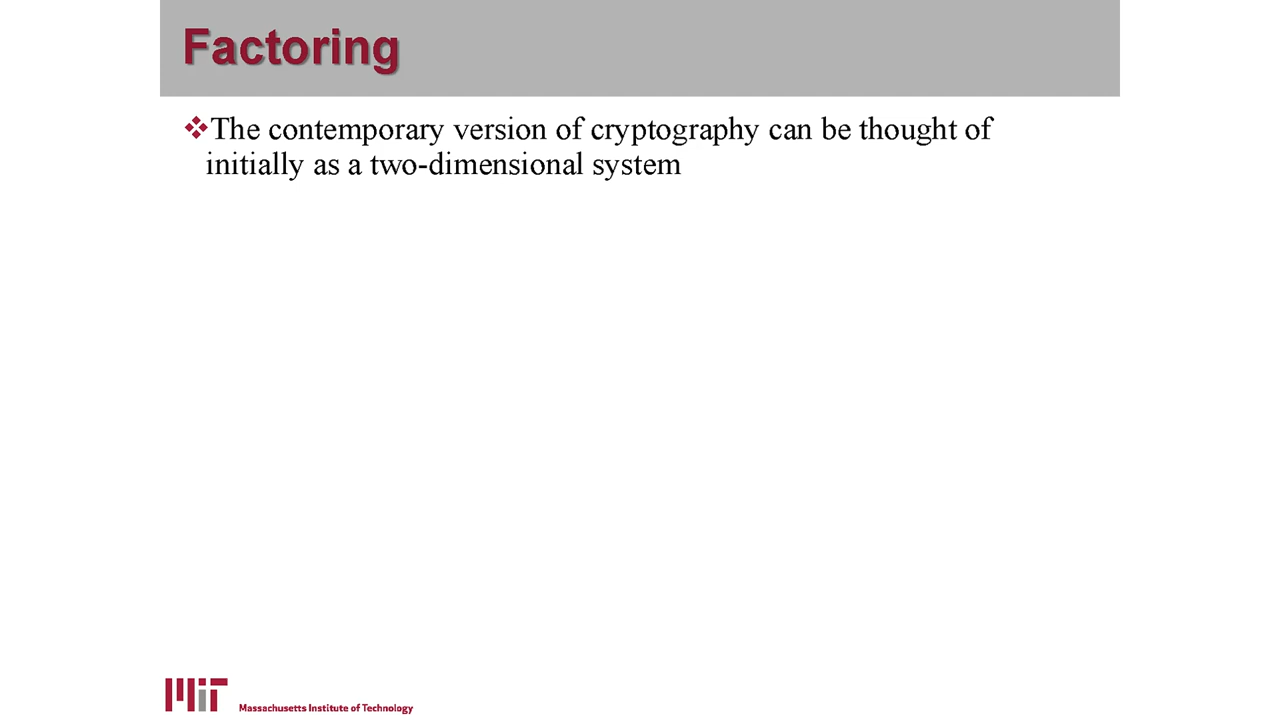 Factoring
❖The contemporary version of cryptography can be thought of
initially as a two-dimensional system
MIT
Massachusetts Institute of Technology